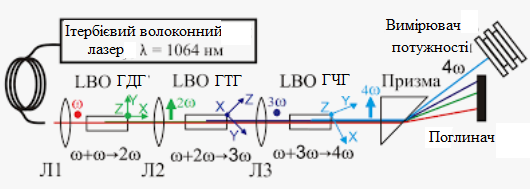 Ітербієвий волоконний
лазер λ = 1064 нм
Вимірювач
потужності
LBO ГДГ
LBO ГТГ
LBO ГЧГ
Призма
4ω
ω
Z
Y
X
2ω
X
Z
Y
3ω
Z
Y
X
4ω
Поглинач
ω+ω→2ω
ω+2ω→3ω
ω+3ω→4ω
Л1
Л2
Л3